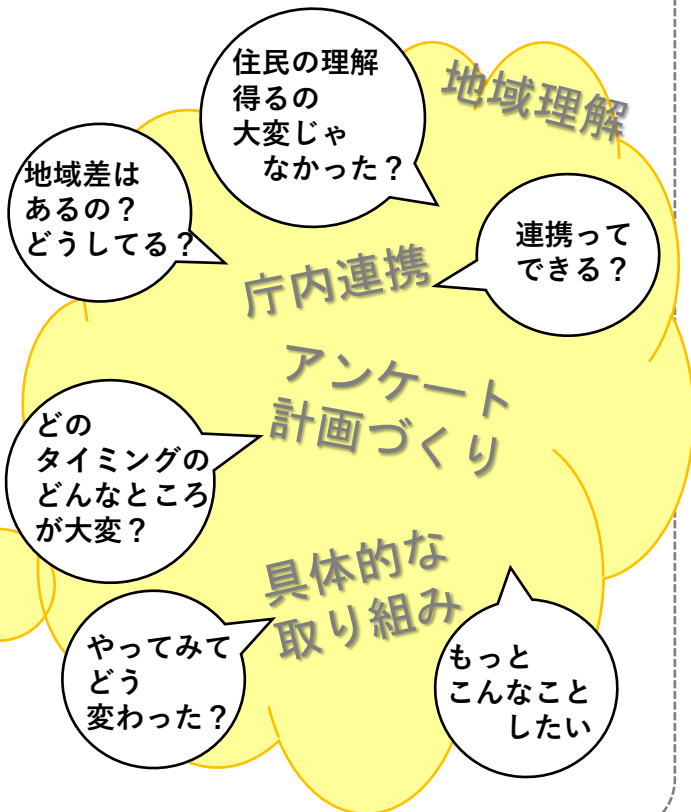 住民の理解
得るの
大変じゃ
なかった？
地域理解
地域差は
あるの？
どうしてる？
連携って
できる？
庁内連携
アンケート
計画づくり
どの
タイミングの
どんなところ
が大変？
具体的な
取り組み
やってみて
どう
変わった？
もっと
こんなこと
したい